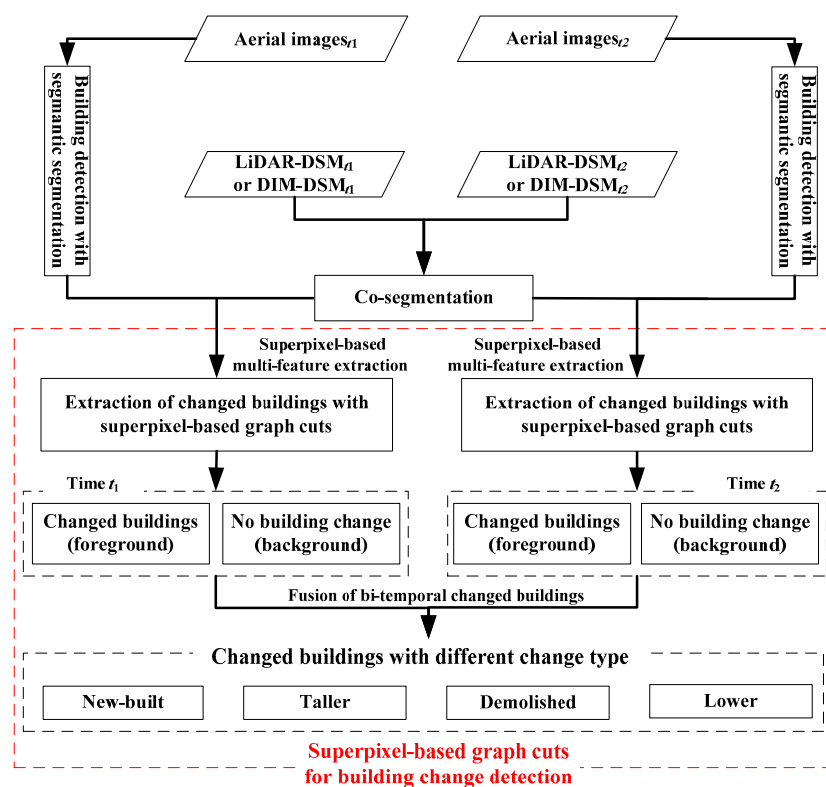 Aerial imagest1
Aerial imagest2
Building detection with
segmantic segmentation
Building detection with
segmantic segmentation
LiDAR-DSMt1
or DIM-DSMt1
LiDAR-DSMt2
or DIM-DSMt2
Co-segmentation
Superpixel-based
multi-feature extraction
Superpixel-based
multi-feature extraction
Extraction of changed buildings with
superpixel-based graph cuts
Extraction of changed buildings with
superpixel-based graph cuts
Time t1
Time t2
Changed buildings
(foreground)
No building change
(background)
Changed buildings
(foreground)
No building change
(background)
Fusion of bi-temporal changed buildings
Changed buildings with different change type
New-built
Taller
Demolished
Lower
Superpixel-based graph cuts
for building change detection